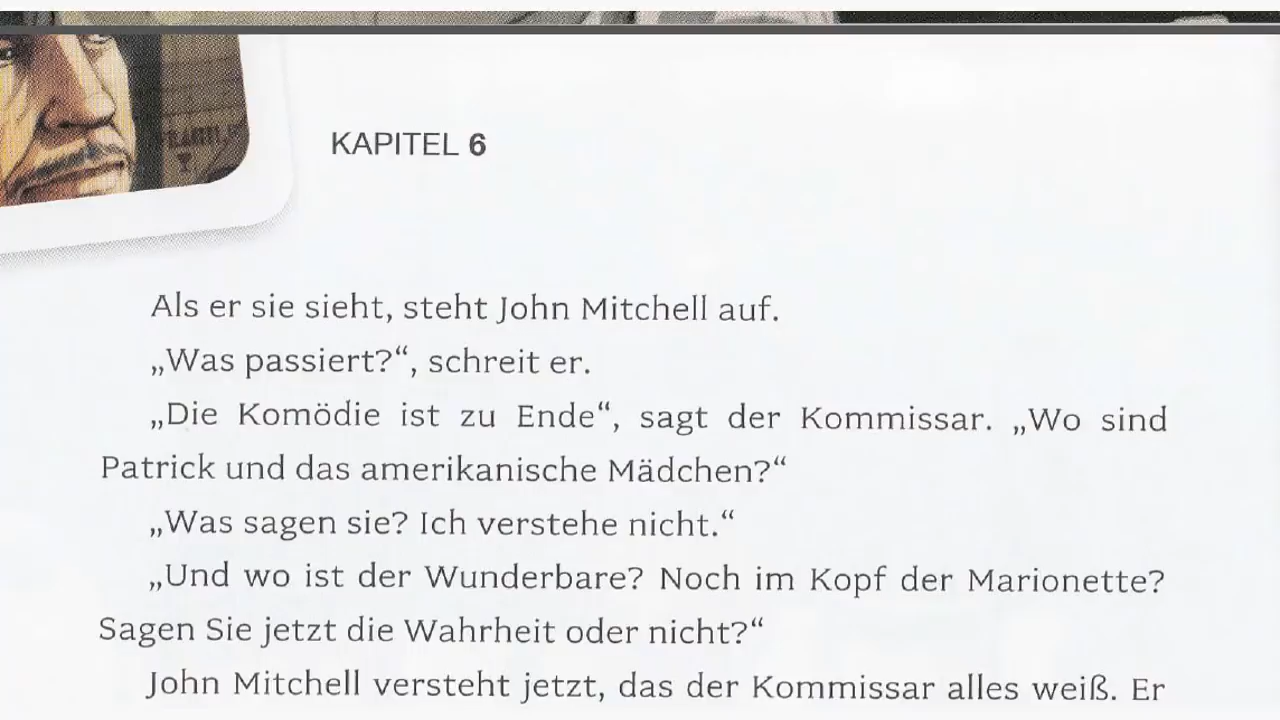 KAPITEL 6
Als er sie sieht, steht John Mitchell auf.
„Was passiert?“, schreit er.
„Die Komödie ist zu Ende“, sagt der Kommissar. „Wo sind
Patrick und das amerikanische Mädchen?“
„Was sagen sie? Ich verstehe nicht.“
„Und wo ist der Wunderbare? Noch im Kopf der Marionette?
Sagen Sie jetzt die Wahrheit oder nicht?“
John Mitchell versteht jetzt, das der Kommissar alles weiß. Er